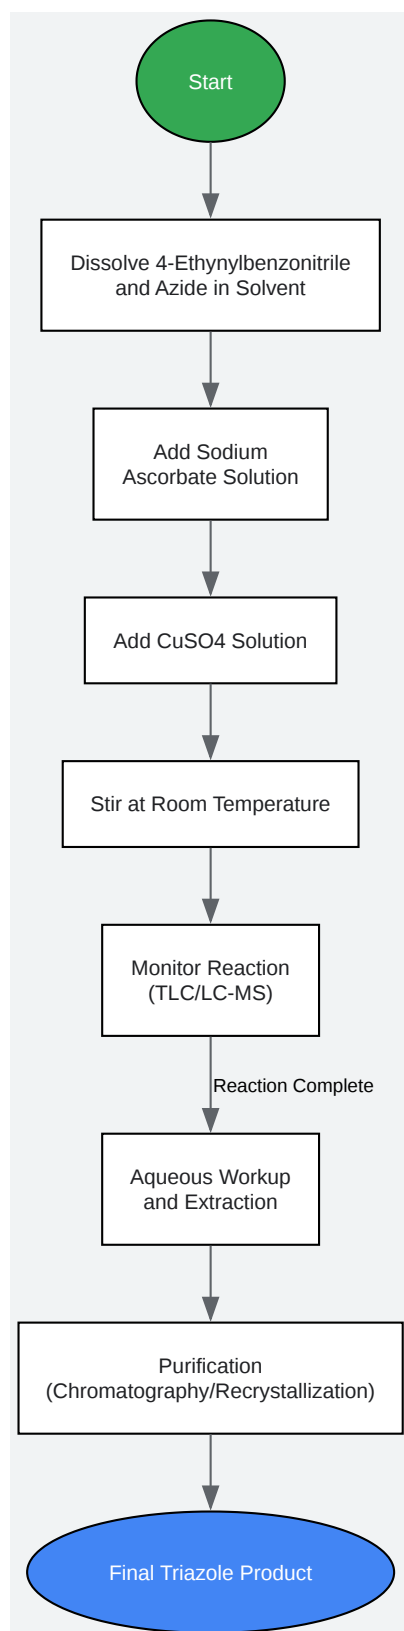 Start
Dissolve 4-Ethynylbenzonitrile
and Azide in Solvent
Add Sodium
Ascorbate Solution
Add CuSO4 Solution
Stir at Room Temperature
Monitor Reaction
(TLC/LC-MS)
Reaction Complete
Aqueous Workup
and Extraction
Purification
(Chromatography/Recrystallization)
Final Triazole Product